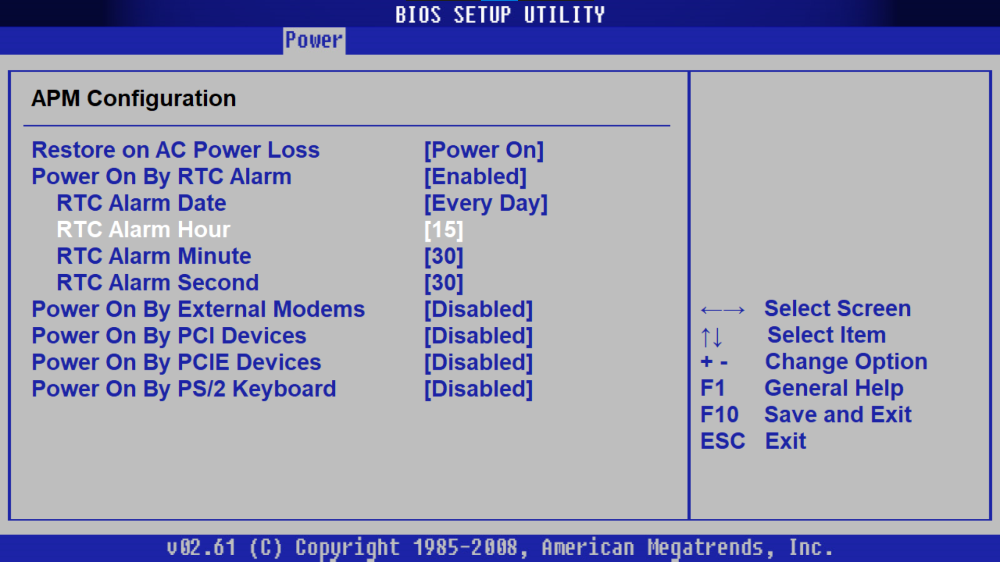 BIOS SETUP UTILITY
Power
APM Configuration
Restore on AC Power Loss [Power On]
Power On By RTC Alarm [Enabled]
RTC Alarm Date [Every Day]
RTC Alarm Hour [15]
RTC Alarm Minute [30]
RTC Alarm Second [30]
Power On By External Modems [Disabled]
Power On By PCI Devices [Disabled]
Power On By PCIE Devices [Disabled]
Power On By PS/2 Keyboard [Disabled]
←→ Select Screen
↑↓ Select Item
+ - Change Option
F1 General Help
F10 Save and Exit
ESC Exit
v02.61 (C) Copyright 1985-2008, American Megatrends, Inc.